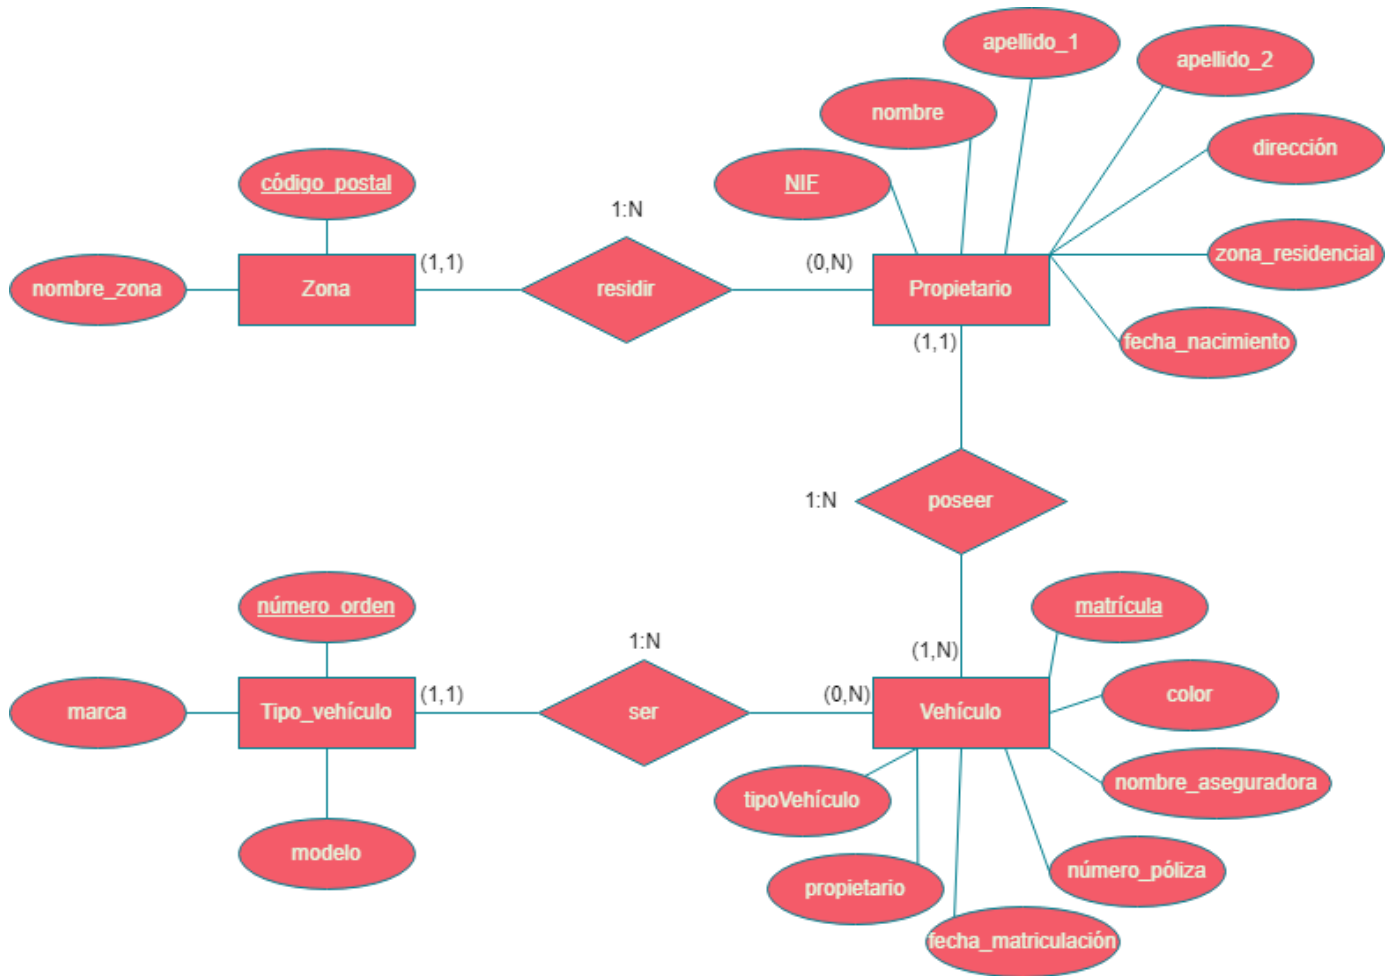 apellido_1
apellido_2
nombre
dirección
código_postal
NIF
1:N
zona_residencial
(1,1)
(0,N)
nombre_zona
Zona
residir
Propietario
(1,1)
fecha_nacimiento
1:N
poseer
número_orden
matrícula
1:N
(1,N)
(1,1)
(0,N)
color
marca
Tipo_vehículo
ser
Vehículo
nombre_aseguradora
tipoVehículo
modelo
número_póliza
propietario
fecha_matriculación